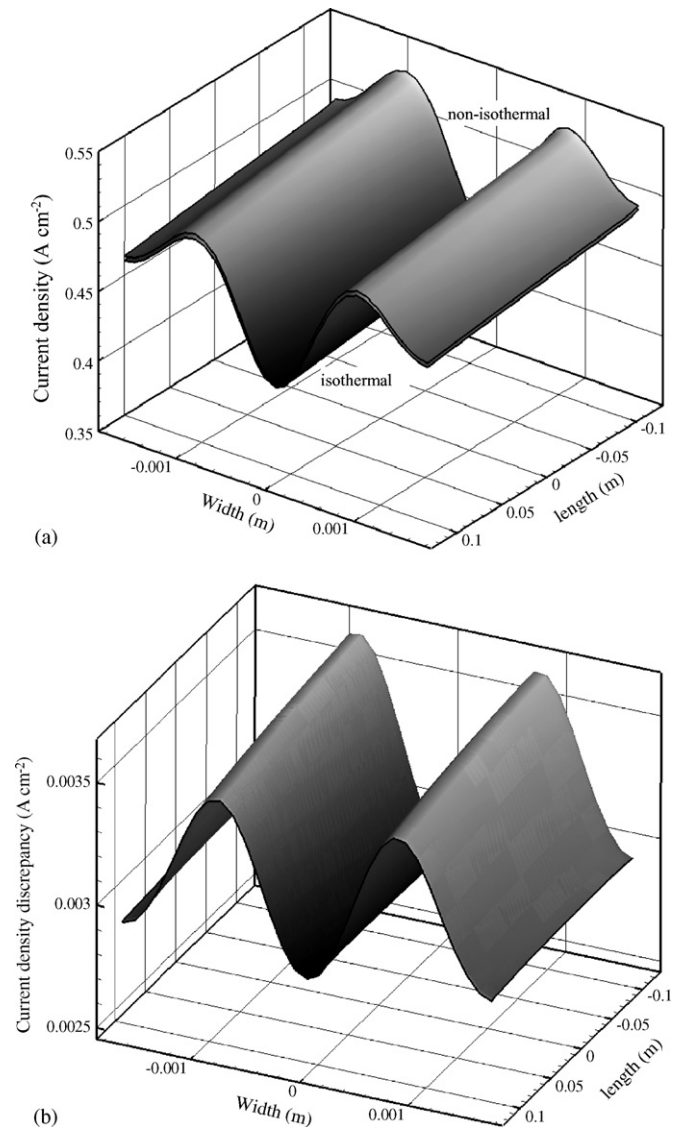 non-isothermal
0.55
0.5
0.45
0.4
0.35
Current density (A cm-2)
isothermal
-0.001
0
0.001
Width (m)
-0.1
-0.05
0
0.05
0.1
length (m)
(a)
0.0035
0.003
0.0025
Current density discrepancy (A cm-2)
-0.001
0
0.001
Width (m)
-0.1
-0.05
0
0.05
0.1
length (m)
(b)